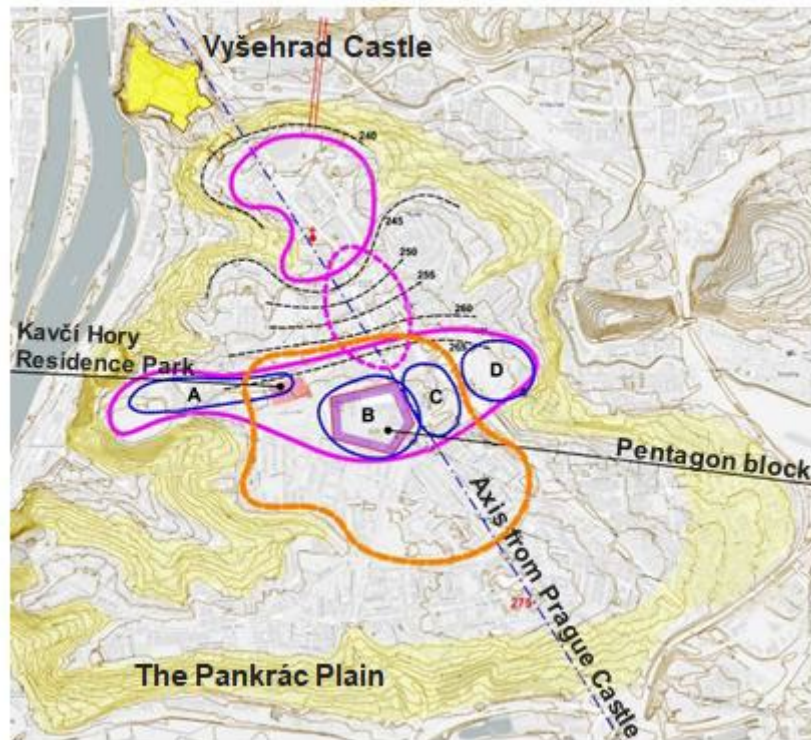 Vyšehrad Castle
240
245
250
255
260
Kavčí Hory
Residence Park
A
B
C
D
Pentagon block
Axis from Prague Castle
275
The Pankrác Plain